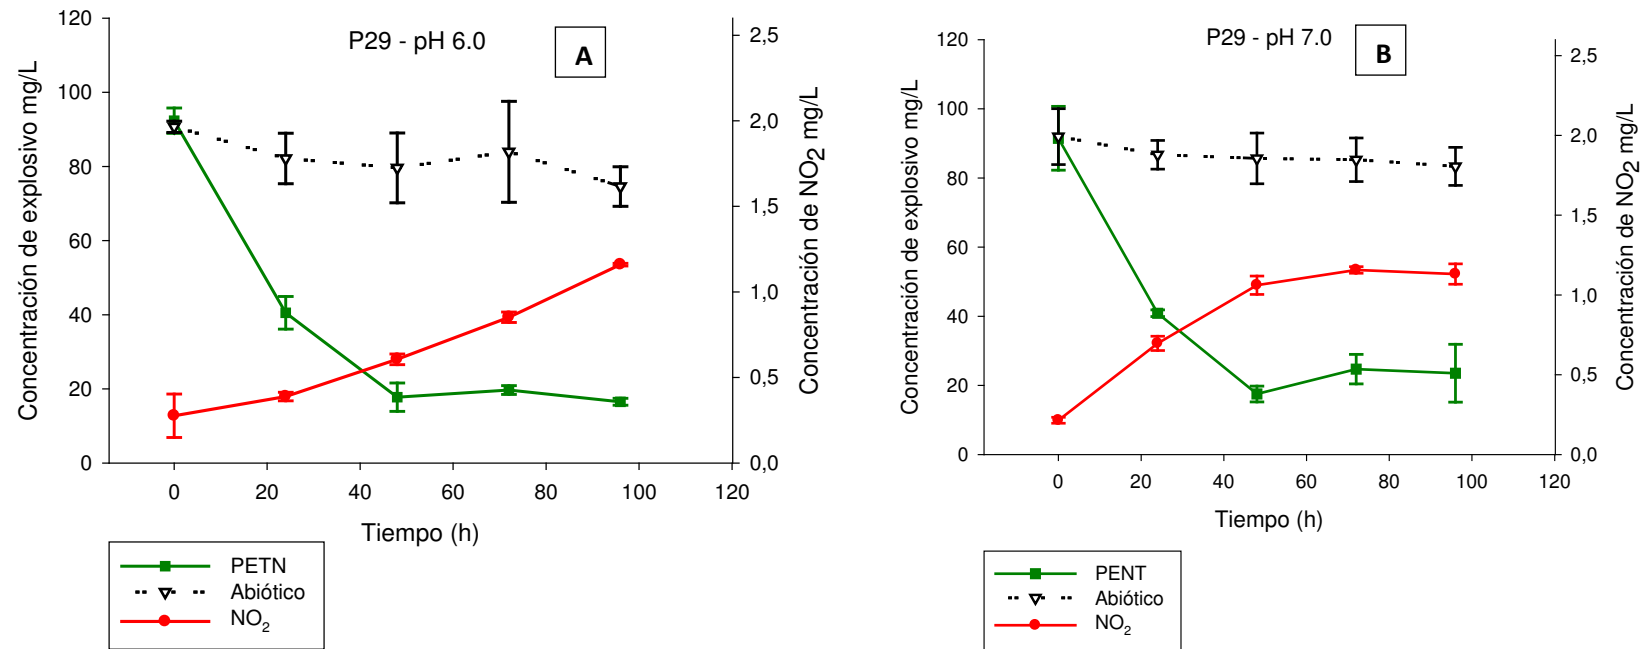 P29 - pH 6.0
A
Concentración de explosivo mg/L
120
100
80
60
40
20
0
2,5
2,0
1,5
1,0
0,5
0,0
Concentración de NO2 mg/L
0 20 40 60 80 100 120
Tiempo (h)
PETN
Abiótico
NO2
P29 - pH 7.0
B
Concentración de explosivo mg/L
120
100
80
60
40
20
0
2,5
2,0
1,5
1,0
0,5
0,0
Concentración de NO2 mg/L
0 20 40 60 80 100 120
Tiempo (h)
PENT
Abiótico
NO2